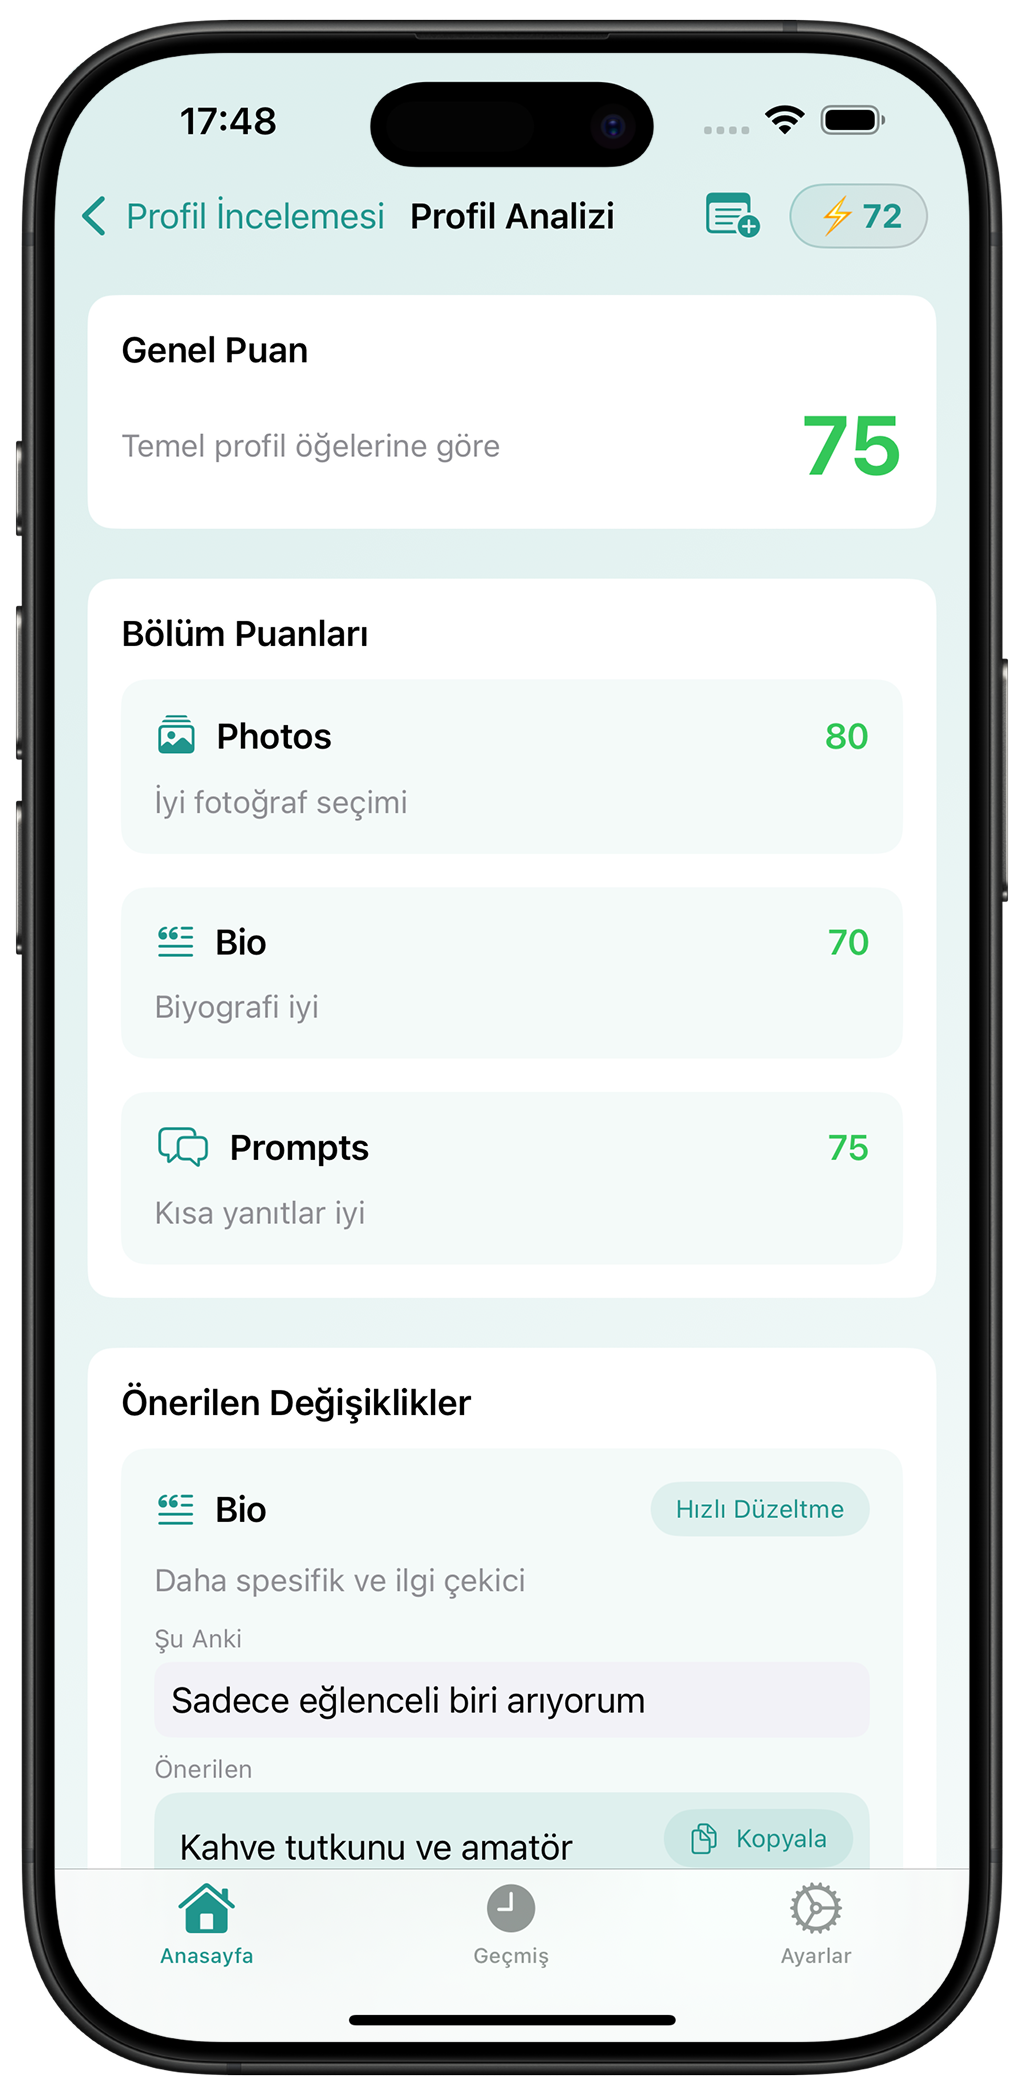 17:48
Profil İncelemesi Profil Analizi 72
Genel Puan
Temel profil öğelerine göre 75
Bölüm Puanları
Photos 80
İyi fotoğraf seçimi
Bio 70
Biyografi iyi
Prompts 75
Kısa yanıtlar iyi
Önerilen Değişiklikler
Bio Hızlı Düzeltme
Daha spesifik ve ilgi çekici
Şu Anki
Sadece eğlenceli biri arıyorum
Önerilen
Kahve tutkunu ve amatör Kopyala
Anasayfa Geçmiş Ayarlar